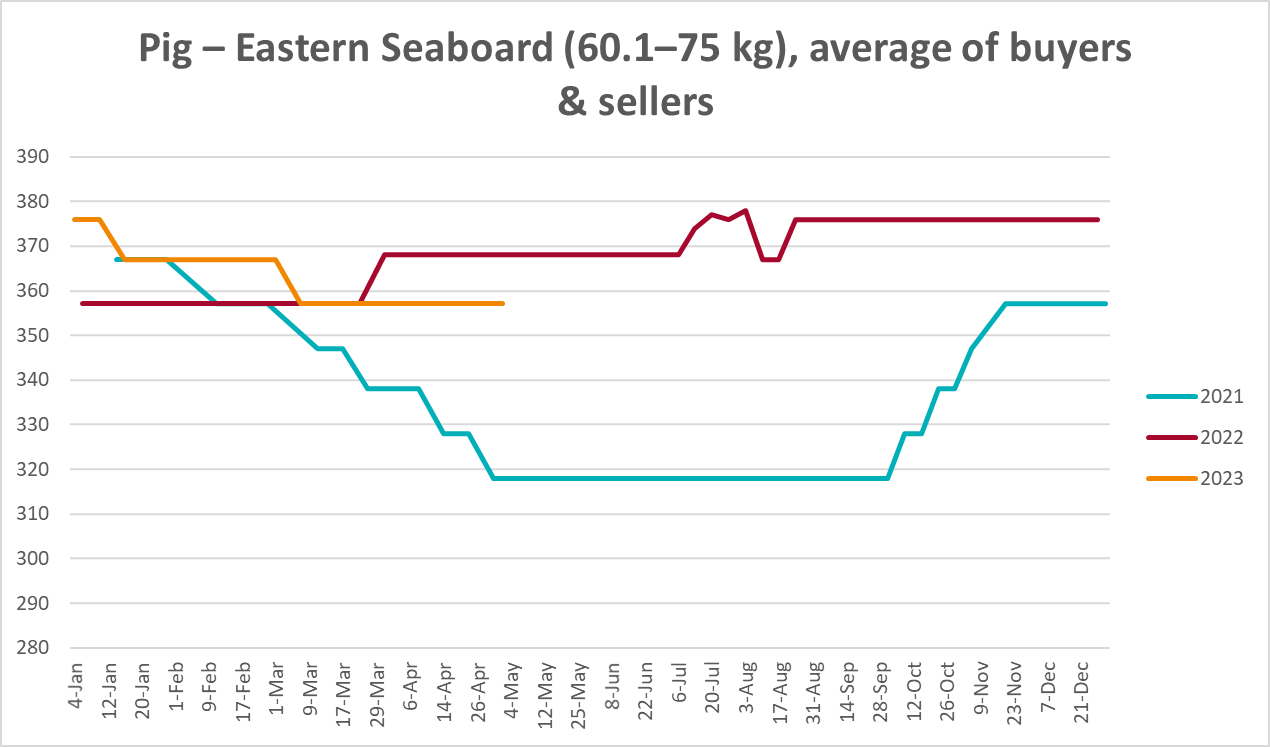 Pig – Eastern Seaboard (60.1–75 kg), average of buyers
& sellers
390
380
370
360
350
340
330
320
310
300
290
280
4-Jan
12-Jan
20-Jan
1-Feb
9-Feb
17-Feb
1-Mar
9-Mar
17-Mar
29-Mar
6-Apr
14-Apr
26-Apr
4-May
12-May
25-May
8-Jun
22-Jun
6-Jul
20-Jul
3-Aug
17-Aug
31-Aug
14-Sep
28-Sep
12-Oct
26-Oct
9-Nov
23-Nov
7-Dec
21-Dec
2021
2022
2023